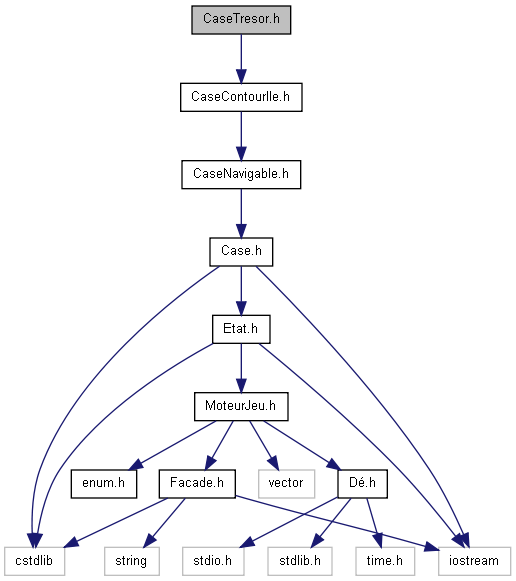 CaseTresor.h
CaseContourIle.h
CaseNavigable.h
Case.h
Etat.h
MoteurJeu.h
enum.h
Facade.h
vector
Dé.h
cstdlib
string
stdio.h
stdlib.h
time.h
iostream